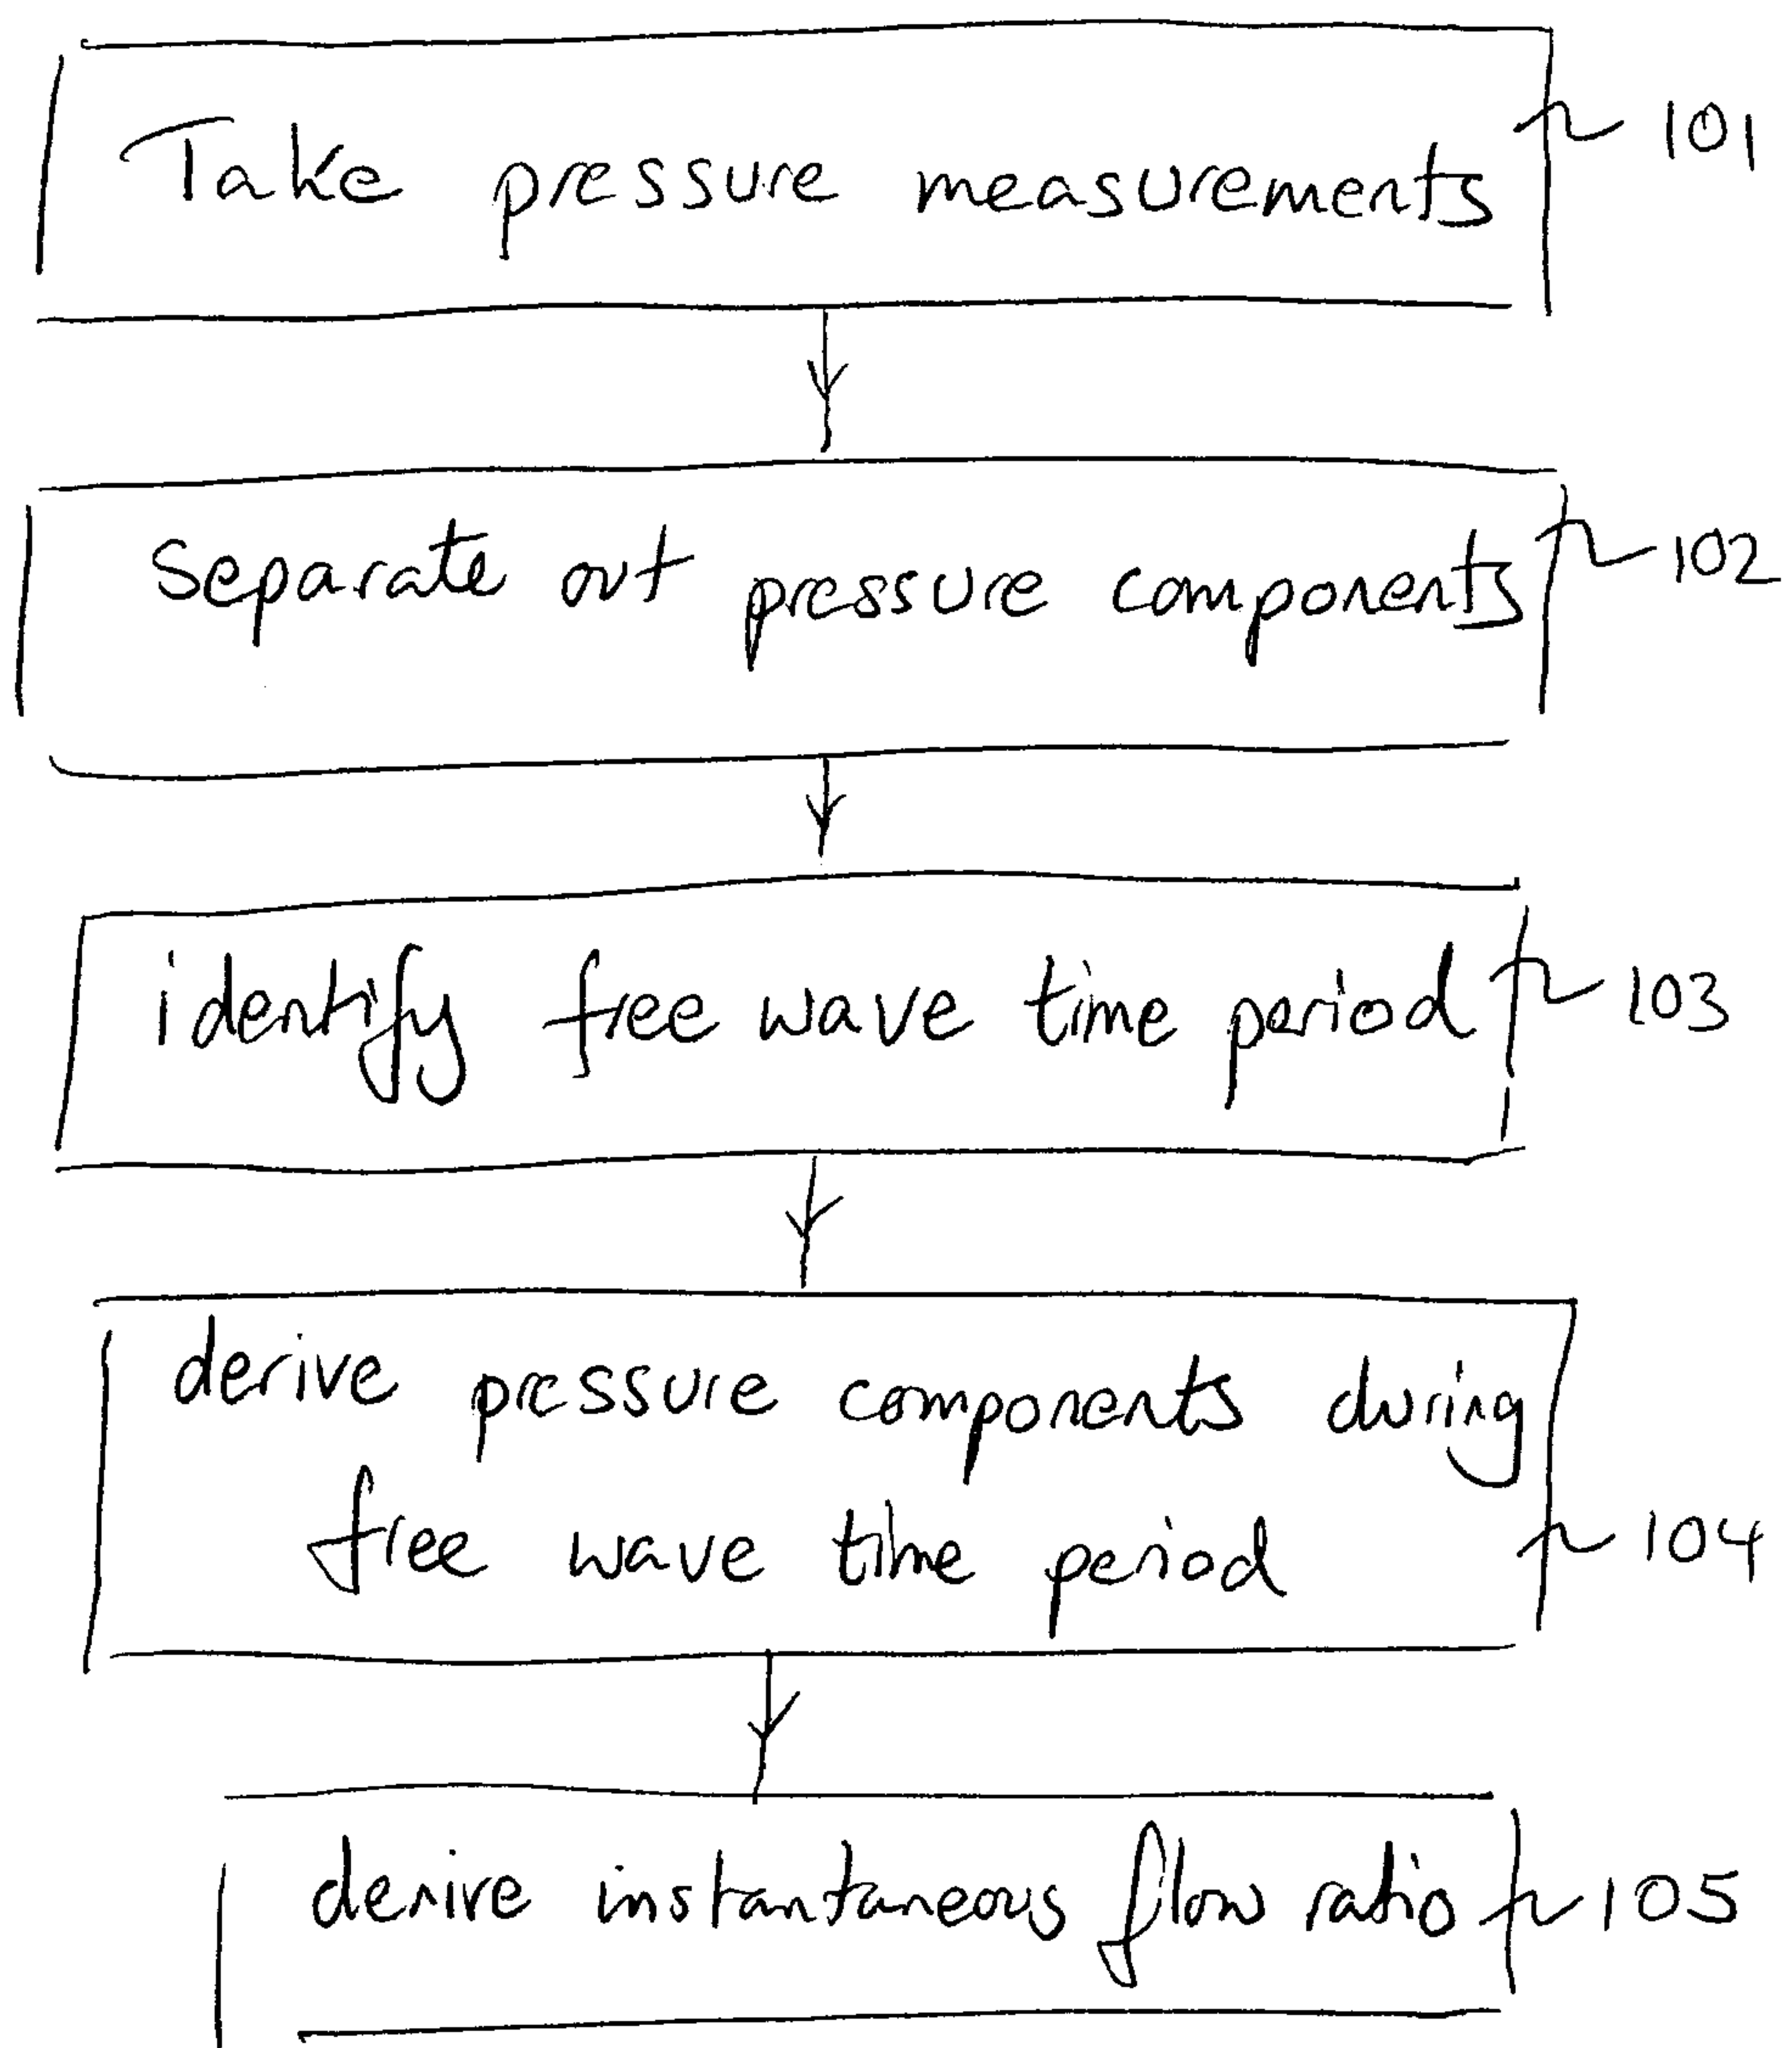 Take pressure measurements 101
Separate out pressure components 102
identify free wave time period 103
derive pressure components during
free wave time period 104
derive instantaneous flow ratio 105